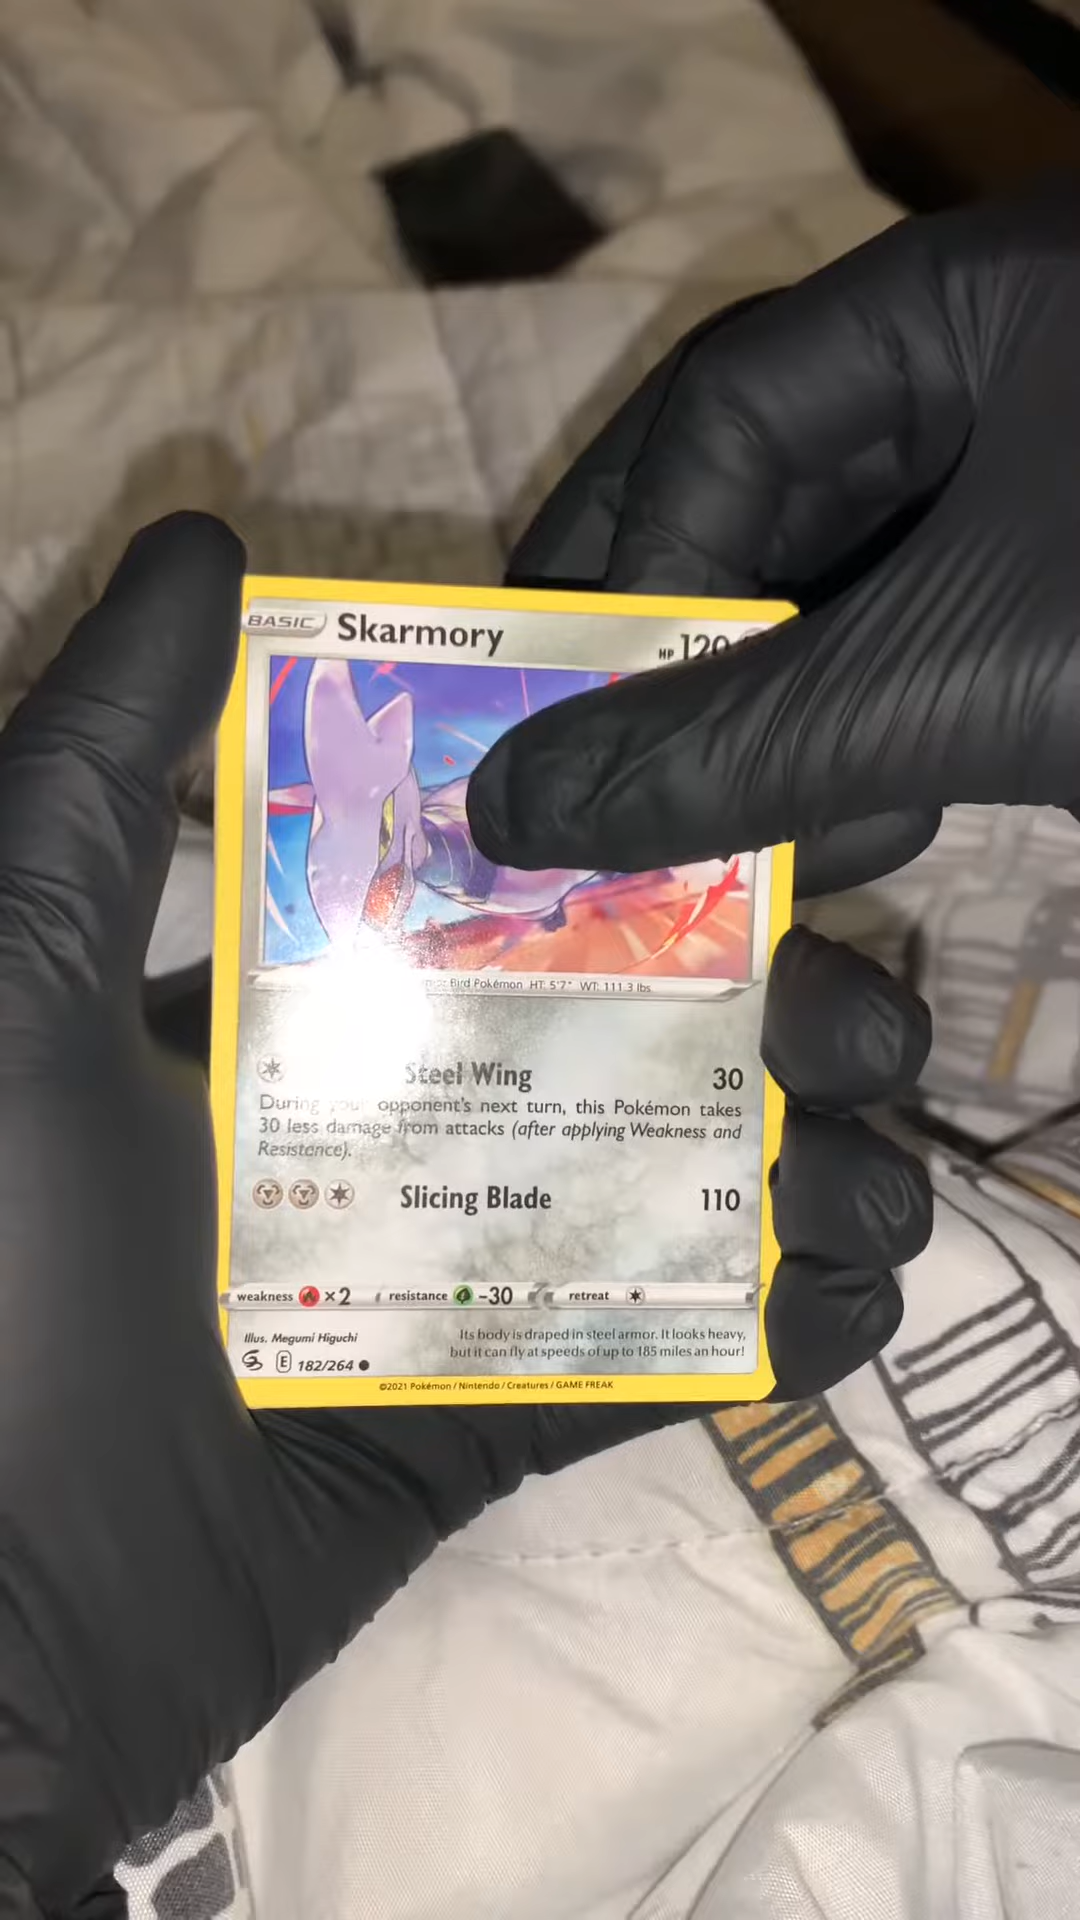 BASIC Skarmory HP 120
Bird Pokémon HT: 5'7" WT: 111.3 lbs.
Steel Wing 30
During your opponent's next turn, this Pokémon takes
30 less damage from attacks (after applying Weakness and
Resistance).
Slicing Blade 110
weakness ×2 resistance -30 retreat
Illus. Megumi Higuchi
Its body is draped in steel armor. It looks heavy,
but it can fly at speeds of up to 185 miles an hour!
E 182/264
©2021 Pokémon / Nintendo / Creatures / GAME FREAK